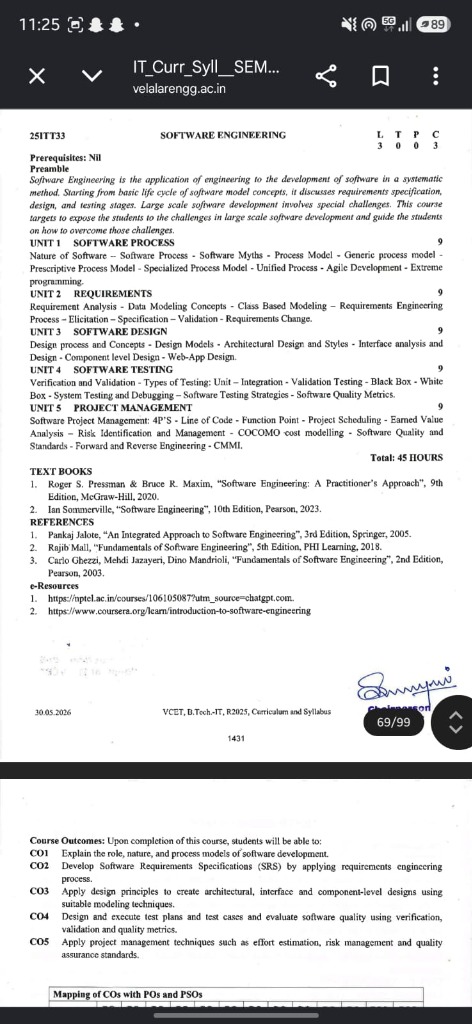 11:25
5G 89
IT_Curr_Syll__SEM...
velalarengg.ac.in
25ITT33 SOFTWARE ENGINEERING L T P C
3 0 0 3
Prerequisites: Nil
Preamble
Software Engineering is the application of engineering to the development of software in a systematic
method. Starting from basic life cycle of software model concepts, it discusses requirements specification,
design, and testing stages. Large scale software development involves special challenges. This course
targets to expose the students to the challenges in large scale software development and guide the students
on how to overcome those challenges.
UNIT 1 SOFTWARE PROCESS 9
Nature of Software – Software Process - Software Myths - Process Model - Generic process model -
Prescriptive Process Model - Specialized Process Model - Unified Process - Agile Development - Extreme
programming.
UNIT 2 REQUIREMENTS 9
Requirement Analysis - Data Modeling Concepts - Class Based Modeling – Requirements Engineering
Process – Elicitation – Specification – Validation - Requirements Change.
UNIT 3 SOFTWARE DESIGN 9
Design process and Concepts - Design Models - Architectural Design and Styles - Interface analysis and
Design - Component level Design - Web-App Design.
UNIT 4 SOFTWARE TESTING 9
Verification and Validation - Types of Testing: Unit – Integration - Validation Testing - Black Box - White
Box - System Testing and Debugging – Software Testing Strategies - Software Quality Metrics.
UNIT 5 PROJECT MANAGEMENT 9
Software Project Management: 4P'S - Line of Code - Function Point - Project Scheduling - Earned Value
Analysis – Risk Identification and Management - COCOMO cost modelling - Software Quality and
Standards - Forward and Reverse Engineering - CMMI.
Total: 45 HOURS
TEXT BOOKS
1. Roger S. Pressman & Bruce R. Maxim, "Software Engineering: A Practitioner's Approach", 9th
Edition, McGraw-Hill, 2020.
2. Ian Sommerville, "Software Engineering", 10th Edition, Pearson, 2023.
REFERENCES
1. Pankaj Jalote, "An Integrated Approach to Software Engineering", 3rd Edition, Springer, 2005.
2. Rajib Mall, "Fundamentals of Software Engineering", 5th Edition, PHI Learning, 2018.
3. Carlo Ghezzi, Mehdi Jazayeri, Dino Mandrioli, "Fundamentals of Software Engineering", 2nd Edition,
Pearson, 2003.
e-Resources
1. https://nptel.ac.in/courses/106105087?utm_source=chatgpt.com.
2. https://www.coursera.org/learn/introduction-to-software-engineering
30.05.2026 VCET, B.Tech.-IT, R2025, Curriculum and Syllabus Chairperson
69/99
1431
Course Outcomes: Upon completion of this course, students will be able to:
CO1 Explain the role, nature, and process models of software development.
CO2 Develop Software Requirements Specifications (SRS) by applying requirements engineering
process.
CO3 Apply design principles to create architectural, interface and component-level designs using
suitable modeling techniques.
CO4 Design and execute test plans and test cases and evaluate software quality using verification,
validation and quality metrics.
CO5 Apply project management techniques such as effort estimation, risk management and quality
assurance standards.
Mapping of COs with POs and PSOs